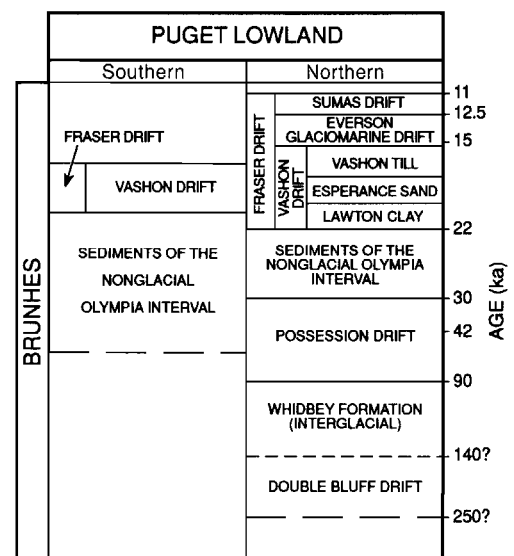 PUGET LOWLAND
Southern
Northern
BRUNHES
FRASER DRIFT
VASHON DRIFT
SEDIMENTS OF THE
NONGLACIAL
OLYMPIA INTERVAL
FRASER DRIFT
SUMAS DRIFT
EVERSON
GLACIOMARINE DRIFT
VASHON
DRIFT
VASHON TILL
ESPERANCE SAND
LAWTON CLAY
SEDIMENTS OF THE
NONGLACIAL OLYMPIA
INTERVAL
POSSESSION DRIFT
WHIDBEY FORMATION
(INTERGLACIAL)
DOUBLE BLUFF DRIFT
11
12.5
15
22
30
42
90
140?
250?
AGE (ka)